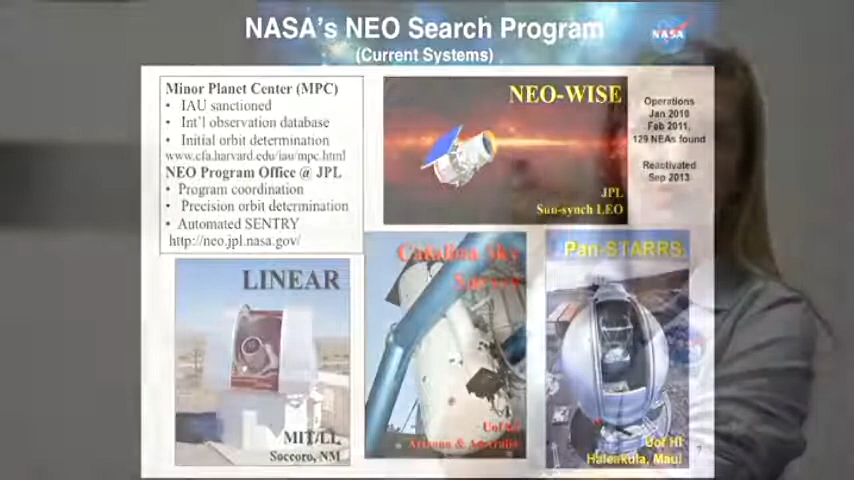 NASA's NEO Search Program
(Current Systems)
NASA
Minor Planet Center (MPC)
• IAU sanctioned
• Int'l observation database
• Initial orbit determination
www.cfa.harvard.edu/iau/mpc.html
NEO Program Office @ JPL
• Program coordination
• Precision orbit determination
• Automated SENTRY
http://neo.jpl.nasa.gov/
NEO-WISE
JPL
Sun-synch LEO
Operations
Jan 2010
Feb 2011,
129 NEAs found
Reactivated
Sep 2013
LINEAR
MIT/LL
Soccoro, NM
Catalina Sky
Survey
UofAZ
Arizona & Australia
Pan-STARRS
Uof HI
Haleakula, Maui
7